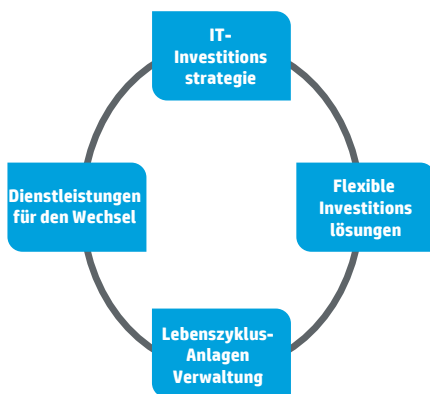 IT-
Investitions
strategie
Dienstleistungen
für den Wechsel
Flexible
Investitions
lösungen
Lebenszyklus-
Anlagen
Verwaltung